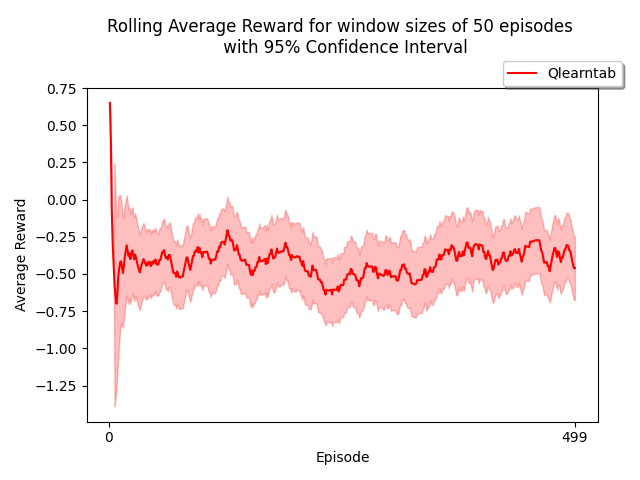 Rolling Average Reward for window sizes of 50 episodes
with 95% Confidence Interval
Qlearntab
0.75
0.50
0.25
0.00
−0.25
−0.50
−0.75
−1.00
−1.25
Average Reward
0
499
Episode